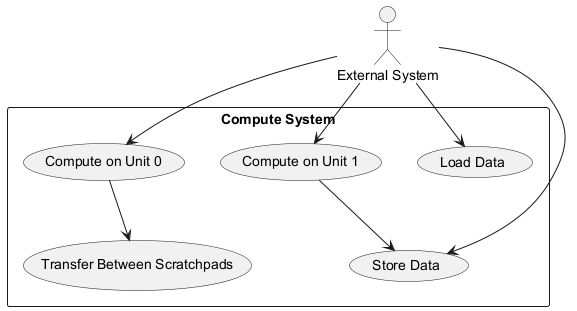 External System
Compute System
Compute on Unit 0
Compute on Unit 1
Load Data
Transfer Between Scratchpads
Store Data